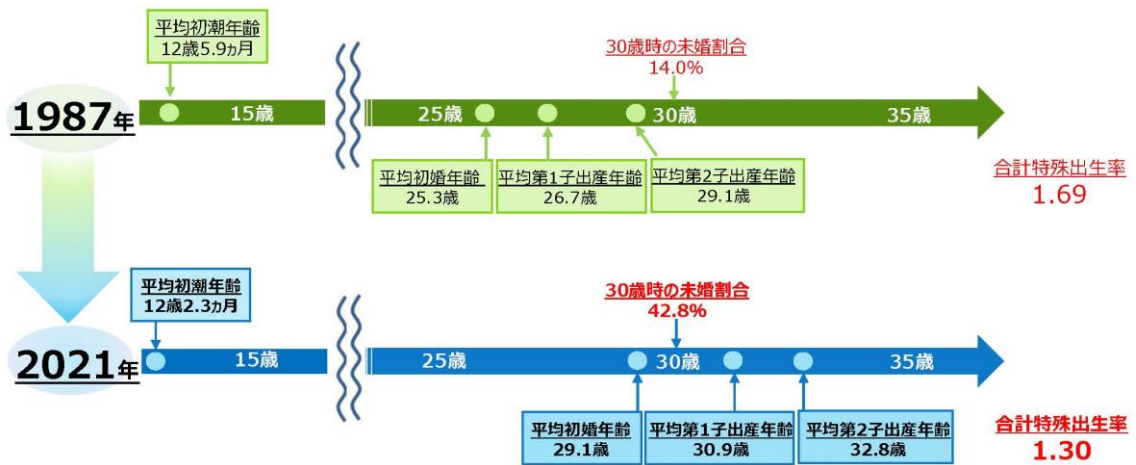 平均初潮年齢
12歳5.9ヵ月
30歳時の未婚割合
14.0%
1987年
15歳
25歳
30歳
35歳
平均初婚年齢
25.3歳
平均第1子出産年齢
26.7歳
平均第2子出産年齢
29.1歳
合計特殊出生率
1.69
平均初潮年齢
12歳2.3ヵ月
30歳時の未婚割合
42.8%
2021年
15歳
25歳
30歳
35歳
平均初婚年齢
29.1歳
平均第1子出産年齢
30.9歳
平均第2子出産年齢
32.8歳
合計特殊出生率
1.30